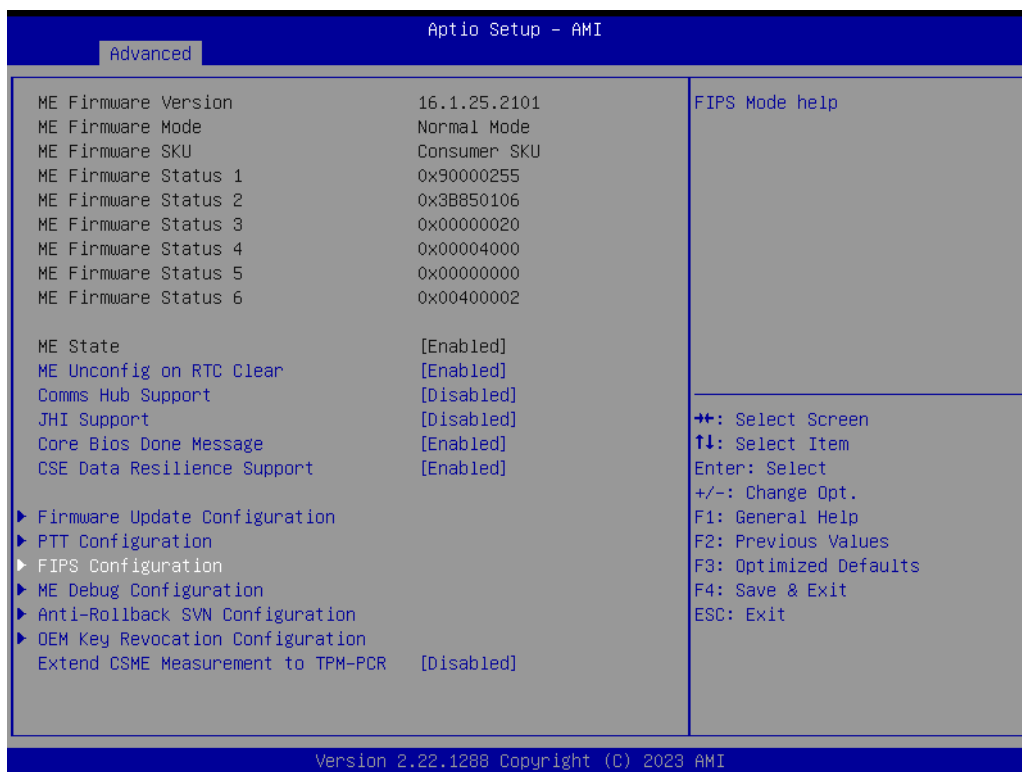 Aptio Setup - AMI
Advanced
ME Firmware Version 16.1.25.2101
ME Firmware Mode Normal Mode
ME Firmware SKU Consumer SKU
ME Firmware Status 1 0x90000255
ME Firmware Status 2 0x3B850106
ME Firmware Status 3 0x00000020
ME Firmware Status 4 0x00004000
ME Firmware Status 5 0x00000000
ME Firmware Status 6 0x00400002
ME State [Enabled]
ME Unconfig on RTC Clear [Enabled]
Comms Hub Support [Disabled]
JHI Support [Disabled]
Core Bios Done Message [Enabled]
CSE Data Resilience Support [Enabled]
Firmware Update Configuration
PTT Configuration
FIPS Configuration
ME Debug Configuration
Anti-Rollback SVN Configuration
OEM Key Revocation Configuration
Extend CSME Measurement to TPM-PCR [Disabled]
FIPS Mode help
→←: Select Screen
↑↓: Select Item
Enter: Select
+/-: Change Opt.
F1: General Help
F2: Previous Values
F3: Optimized Defaults
F4: Save & Exit
ESC: Exit
Version 2.22.1288 Copyright (C) 2023 AMI